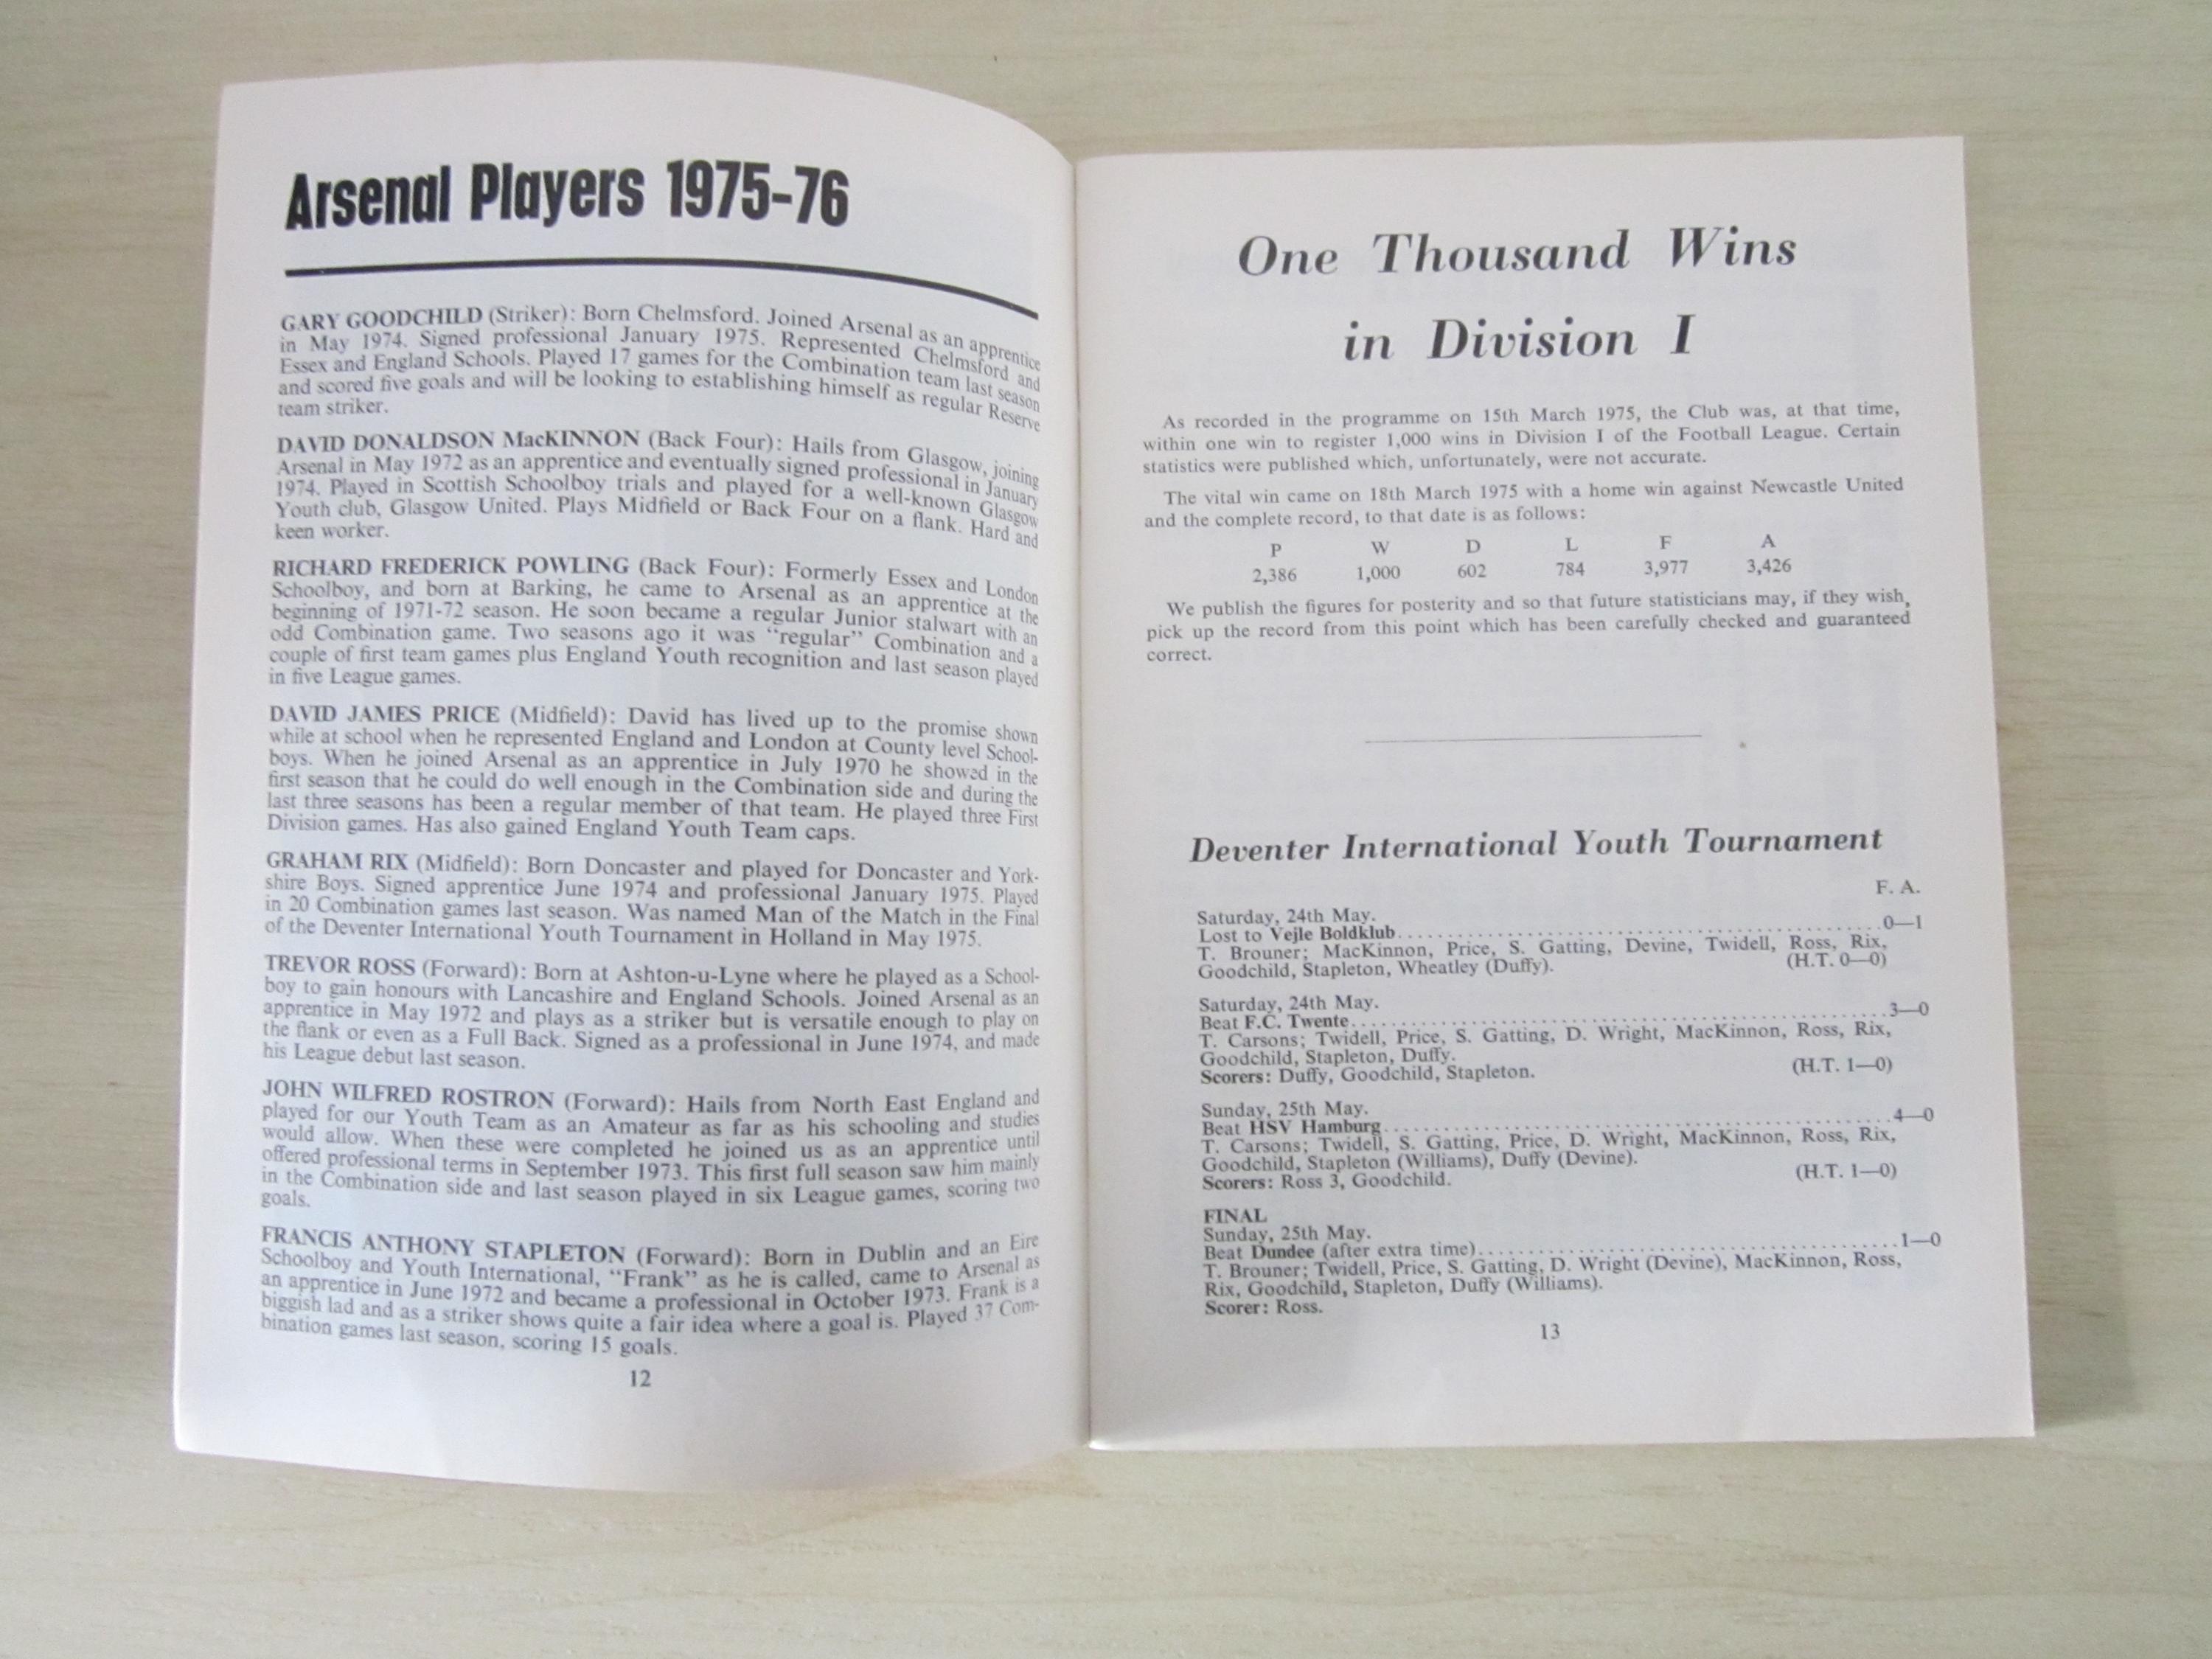 Arsenal Players 1975-76
GARY GOODCHILD (Striker): Born Chelmsford. Joined Arsenal as an apprentice
in May 1974. Signed professional January 1975. Represented Chelmsford and
Essex and England Schools. Played 17 games for the Combination team last season
and scored five goals and will be looking to establishing himself as regular Reserve
team striker.
DAVID DONALDSON MacKINNON (Back Four): Hails from Glasgow, joining
Arsenal in May 1972 as an apprentice and eventually signed professional in January
1974. Played in Scottish Schoolboy trials and played for a well-known Glasgow
Youth club, Glasgow United. Plays Midfield or Back Four on a flank. Hard and
keen worker.
RICHARD FREDERICK POWLING (Back Four): Formerly Essex and London
Schoolboy, and born at Barking, he came to Arsenal as an apprentice at the
beginning of 1971-72 season. He soon became a regular Junior stalwart with an
odd Combination game. Two seasons ago it was "regular" Combination and a
couple of first team games plus England Youth recognition and last season played
in five League games.
DAVID JAMES PRICE (Midfield): David has lived up to the promise shown
while at school when he represented England and London at County level School-
boys. When he joined Arsenal as an apprentice in July 1970 he showed in the
first season that he could do well enough in the Combination side and during the
last three seasons has been a regular member of that team. He played three First
Division games. Has also gained England Youth Team caps.
GRAHAM RIX (Midfield): Born Doncaster and played for Doncaster and York-
shire Boys. Signed apprentice June 1974 and professional January 1975. Played
in 20 Combination games last season. Was named Man of the Match in the Final
of the Deventer International Youth Tournament in Holland in May 1975.
TREVOR ROSS (Forward): Born at Ashton-u-Lyne where he played as a School-
boy to gain honours with Lancashire and England Schools. Joined Arsenal as an
apprentice in May 1972 and plays as a striker but is versatile enough to play on
the flank or even as a Full Back. Signed as a professional in June 1974, and made
his League debut last season.
JOHN WILFRED ROSTRON (Forward): Hails from North East England and
played for our Youth Team as an Amateur as far as his schooling and studies
would allow. When these were completed he joined us as an apprentice until
offered professional terms in September 1973. This first full season saw him mainly
in the Combination side and last season played in six League games, scoring two
goals.
FRANCIS ANTHONY STAPLETON (Forward): Born in Dublin and an Eire
Schoolboy and Youth International, "Frank" as he is called, came to Arsenal as
an apprentice in June 1972 and became a professional in October 1973. Frank is a
biggish lad and as a striker shows quite a fair idea where a goal is. Played 37 Com-
bination games last season, scoring 15 goals.
12
One Thousand Wins
in Division I
As recorded in the programme on 15th March 1975, the Club was, at that time,
within one win to register 1,000 wins in Division I of the Football League. Certain
statistics were published which, unfortunately, were not accurate.
The vital win came on 18th March 1975 with a home win against Newcastle United
and the complete record, to that date is as follows:
P W D L F A
2,386 1,000 602 784 3,977 3,426
We publish the figures for posterity and so that future statisticians may, if they wish,
pick up the record from this point which has been carefully checked and guaranteed
correct.
Deventer International Youth Tournament
F. A.
Saturday, 24th May.
Lost to Vejle Boldklub..........0—1
T. Brouner; MacKinnon, Price, S. Gatting, Devine, Twidell, Ross, Rix,
Goodchild, Stapleton, Wheatley (Duffy). (H.T. 0—0)
Saturday, 24th May.
Beat F.C. Twente..........3—0
T. Carsons; Twidell, Price, S. Gatting, D. Wright, MacKinnon, Ross, Rix,
Goodchild, Stapleton, Duffy.
Scorers: Duffy, Goodchild, Stapleton. (H.T. 1—0)
Sunday, 25th May.
Beat HSV Hamburg..........4—0
T. Carsons; Twidell, S. Gatting, Price, D. Wright, MacKinnon, Ross, Rix,
Goodchild, Stapleton (Williams), Duffy (Devine).
Scorers: Ross 3, Goodchild. (H.T. 1—0)
FINAL
Sunday, 25th May.
Beat Dundee (after extra time)..........1—0
T. Brouner; Twidell, Price, S. Gatting, D. Wright (Devine), MacKinnon, Ross,
Rix, Goodchild, Stapleton, Duffy (Williams).
Scorer: Ross.
13